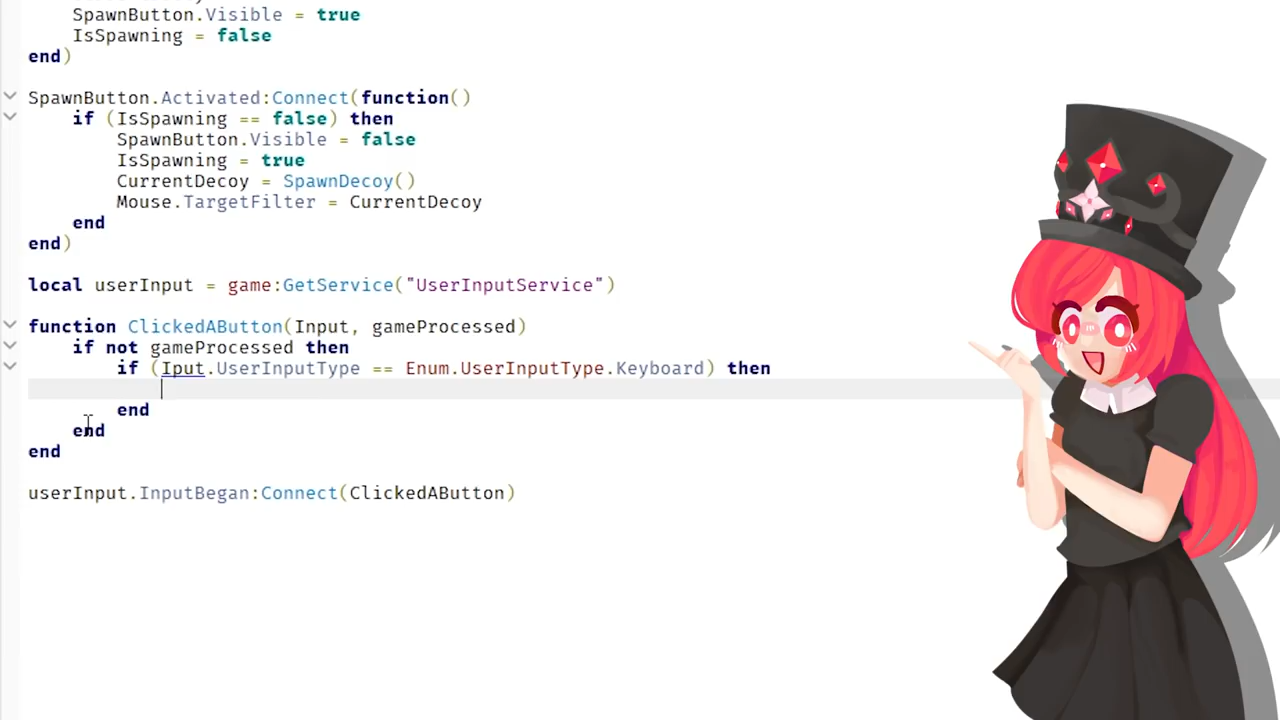 SpawnButton.Visible = true
IsSpawning = false
end)
SpawnButton.Activated:Connect(function()
if (IsSpawning == false) then
SpawnButton.Visible = false
IsSpawning = true
CurrentDecoy = SpawnDecoy()
Mouse.TargetFilter = CurrentDecoy
end
end)
local userInput = game:GetService("UserInputService")
function ClickedAButton(Input, gameProcessed)
if not gameProcessed then
if (Iput.UserInputType == Enum.UserInputType.Keyboard) then
end
end
end
userInput.InputBegan:Connect(ClickedAButton)